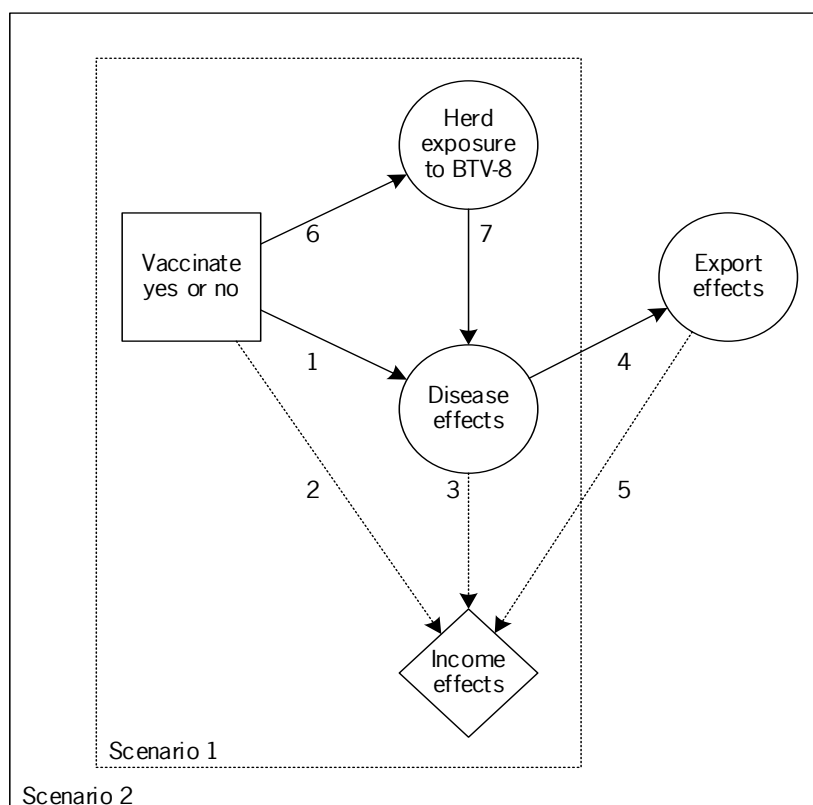 Herd
exposure
to BTV-8
6
7
Vaccinate
yes or no
Export
effects
1
4
Disease
effects
2
3
5
Income
effects
Scenario 1
Scenario 2